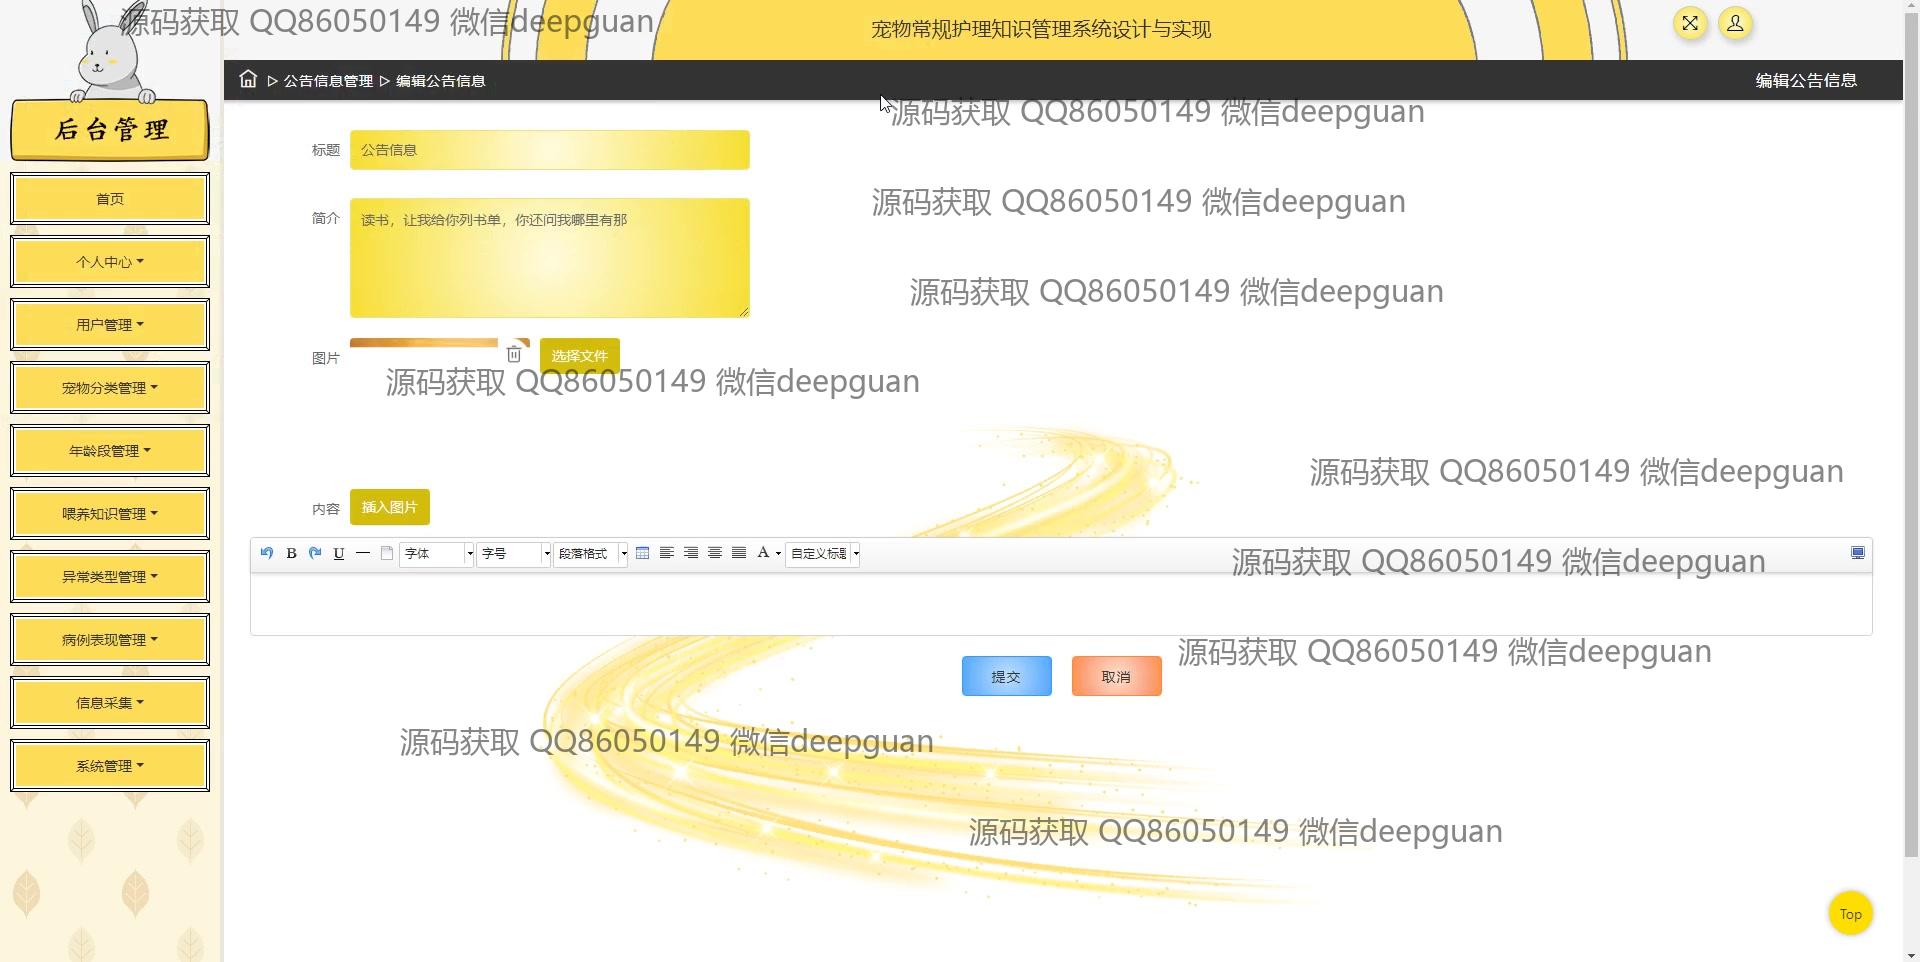 源码获取 QQ86050149 微信deepguan
宠物常规护理知识管理系统设计与实现
公告信息管理 编辑公告信息
编辑公告信息
后台管理
首页
个人中心
用户管理
宠物分类管理
年龄段管理
喂养知识管理
异常类型管理
病例表现管理
信息采集
系统管理
源码获取 QQ86050149 微信deepguan
标题 公告信息
源码获取 QQ86050149 微信deepguan
简介 读书，让我给你列书单，你还问我哪里有那
源码获取 QQ86050149 微信deepguan
图片 选择文件
源码获取 QQ86050149 微信deepguan
源码获取 QQ86050149 微信deepguan
内容 插入图片
B U 字体 字号 段落格式 A 自定义标题
源码获取 QQ86050149 微信deepguan
源码获取 QQ86050149 微信deepguan
提交 取消
源码获取 QQ86050149 微信deepguan
源码获取 QQ86050149 微信deepguan
Top